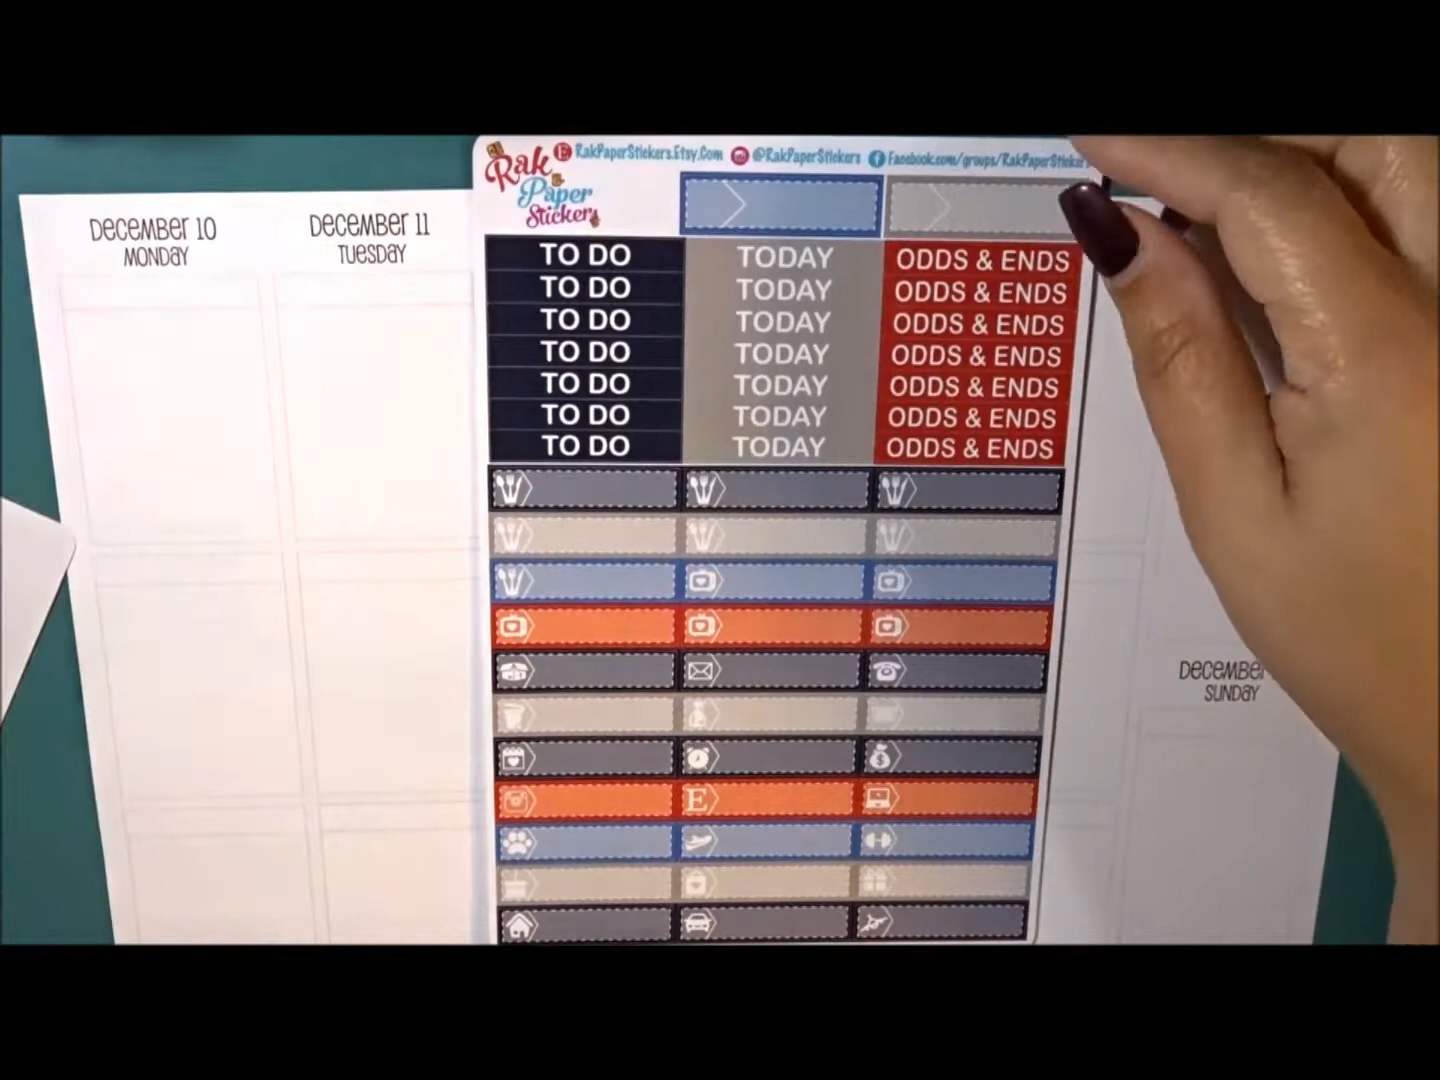 DECEMBER 10
MONDAY
DECEMBER 11
TUESDAY
Rak
Paper
Stickers
RakPaperStickers.Etsy.Com
@RakPaperStickers
Facebook.com/groups/RakPaperStickers
TO DO TODAY ODDS & ENDS
TO DO TODAY ODDS & ENDS
TO DO TODAY ODDS & ENDS
TO DO TODAY ODDS & ENDS
TO DO TODAY ODDS & ENDS
TO DO TODAY ODDS & ENDS
TO DO TODAY ODDS & ENDS
E
DECEMBER
SUNDAY